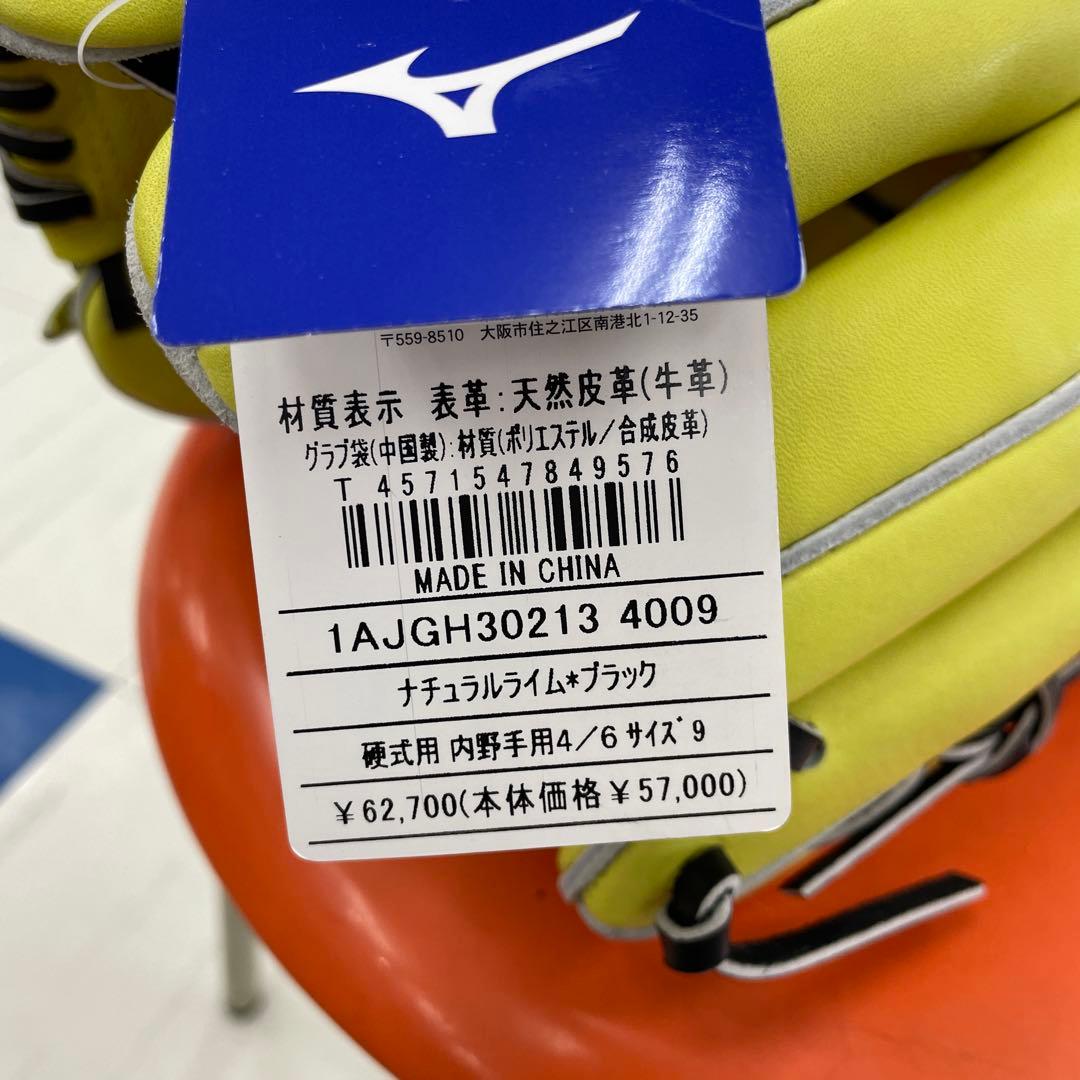 〒559-8510 大阪市住之江区南港北1-12-35
材質表示 表革:天然皮革(牛革)
グラブ袋(中国製):材質(ポリエステル/合成皮革)
T 4571547849576
MADE IN CHINA
1AJGH30213 4009
ナチュラルライム*ブラック
硬式用 内野手用4/6 サイズ9
¥62,700(本体価格¥57,000)